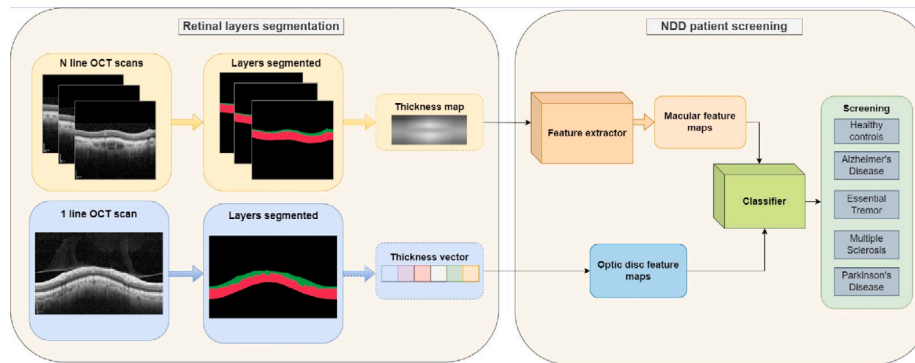 Retinal layers segmentation
N line OCT scans
Layers segmented
Thickness map
1 line OCT scan
Layers segmented
Thickness vector
NDD patient screening
Feature extractor
Macular feature
maps
Optic disc feature
maps
Classifier
Screening
Healthy
controls
Alzheimer's
Disease
Essential
Tremor
Multiple
Sclerosis
Parkinson's
Disease